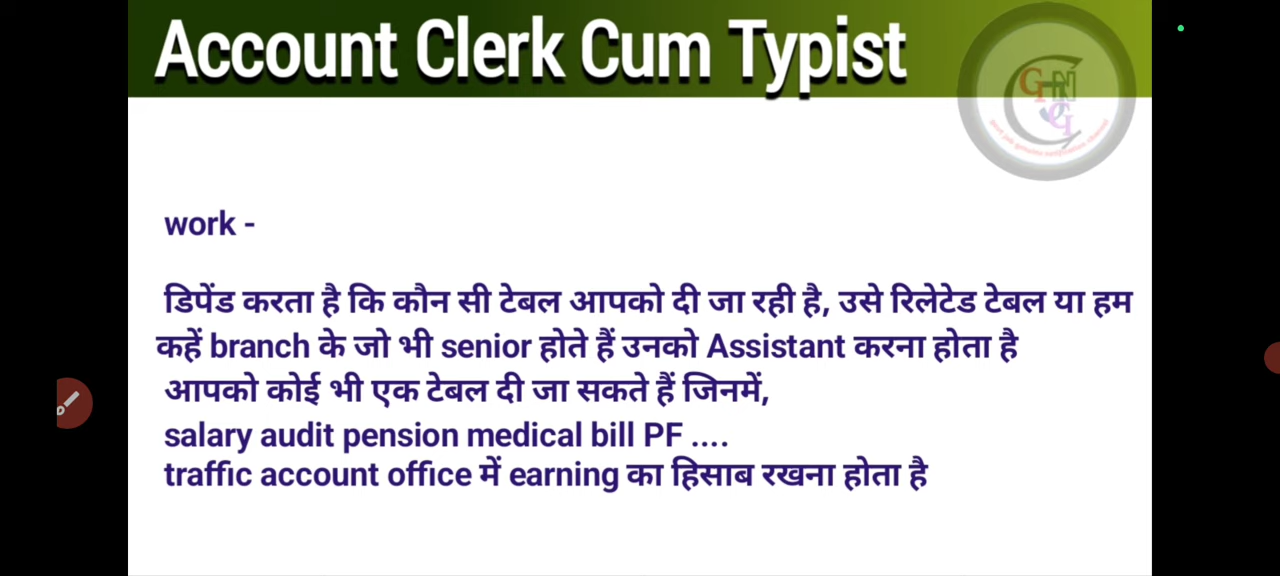 Account Clerk Cum Typist
work -
डिपेंड करता है कि कौन सी टेबल आपको दी जा रही है, उसे रिलेटेड टेबल या हम
कहें branch के जो भी senior होते हैं उनको Assistant करना होता है
आपको कोई भी एक टेबल दी जा सकते हैं जिनमें,
salary audit pension medical bill PF ....
traffic account office में earning का हिसाब रखना होता है